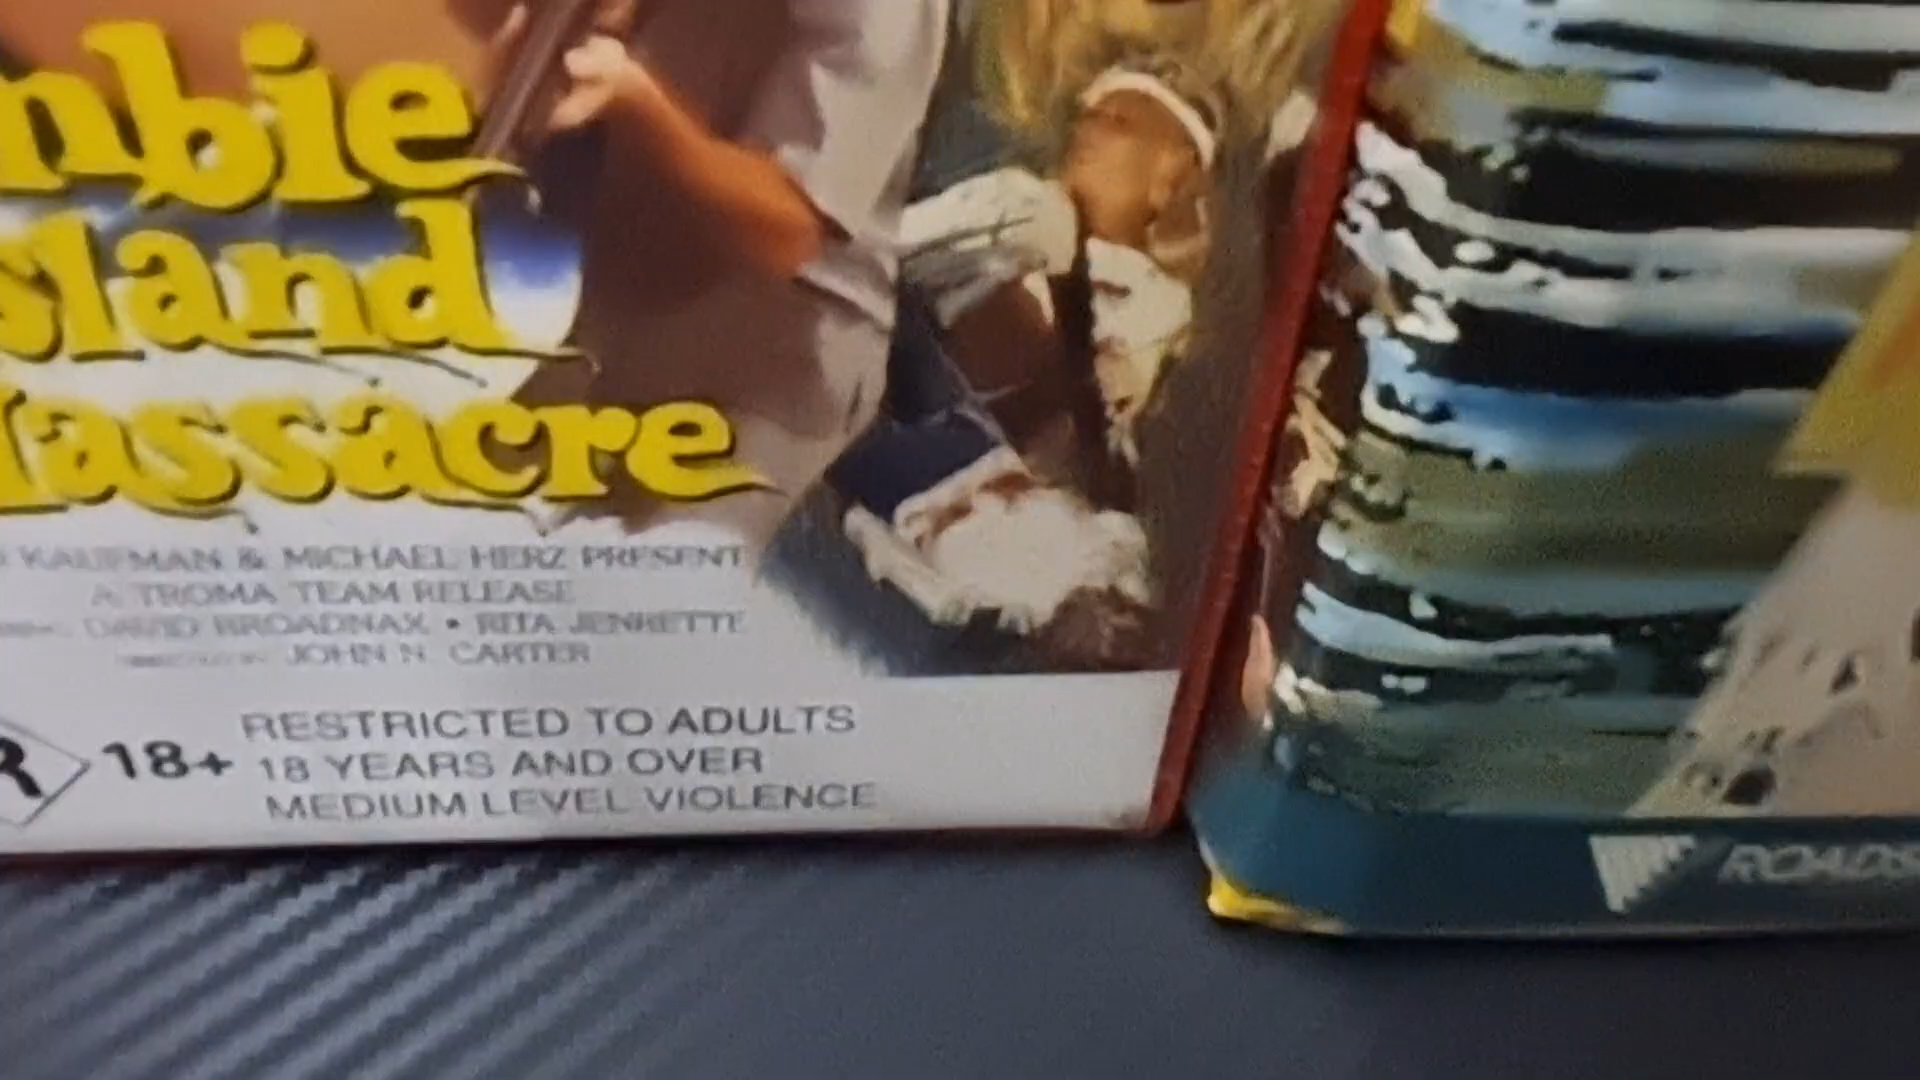 nbie
sland
assacre
KAUFMAN & MICHAEL HERZ PRESENT
A TROMA TEAM RELEASE
DAVID BROADNAX • RITA JENRETTE
JOHN N. CARTER
R 18+ RESTRICTED TO ADULTS
18 YEARS AND OVER
MEDIUM LEVEL VIOLENCE
ROADS